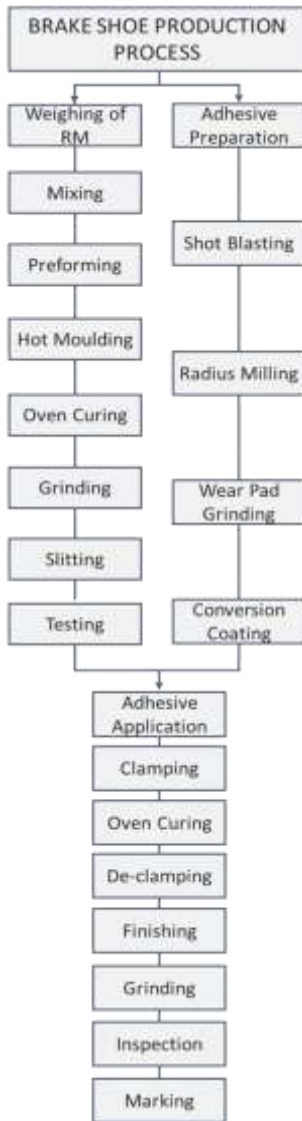 BRAKE SHOE PRODUCTION
PROCESS
Weighing of
RM
Mixing
Preforming
Hot Moulding
Oven Curing
Grinding
Slitting
Testing
Adhesive
Preparation
Shot Blasting
Radius Milling
Wear Pad
Grinding
Conversion
Coating
Adhesive
Application
Clamping
Oven Curing
De-clamping
Finishing
Grinding
Inspection
Marking